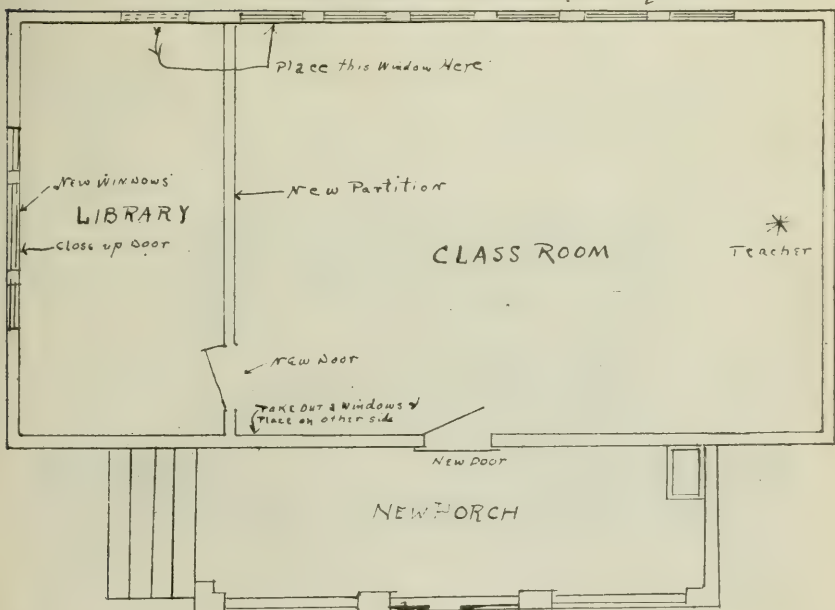 Place this Window Here
NEW WINDOWS
New Partition
LIBRARY
Close up Door
CLASS ROOM
Teacher
NEW DOOR
TAKE OUT 2 Windows &
Place on other side
NEW DOOR
NEW PORCH